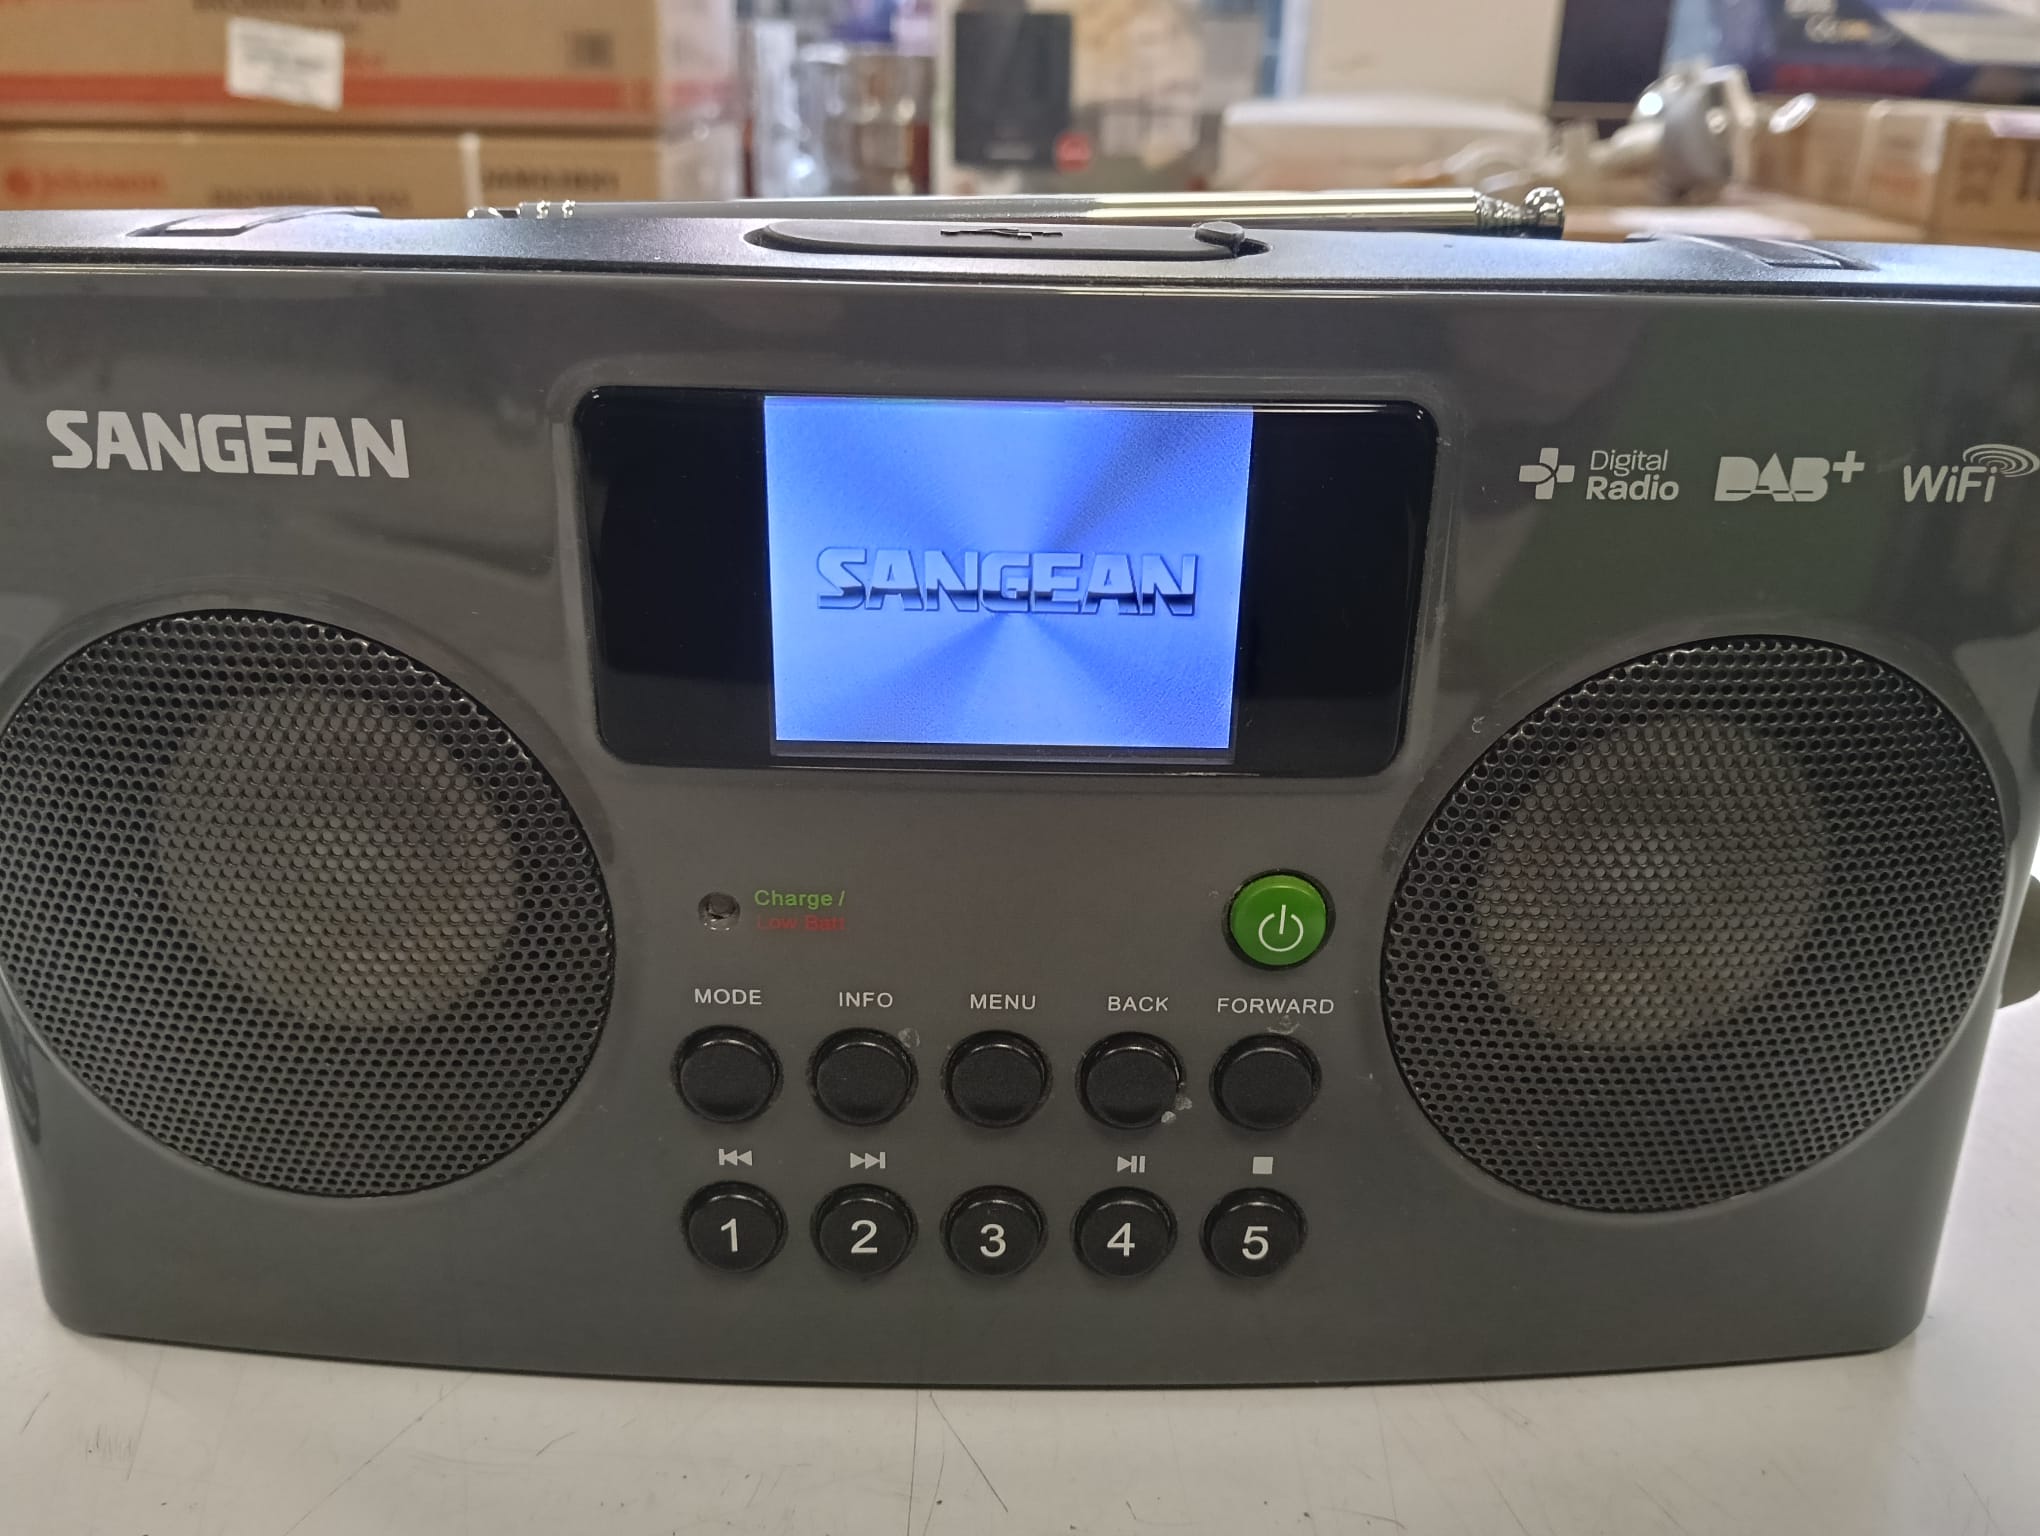 SANGEAN
Digital
Radio
DAB+
WiFi
SANGEAN
Charge /
Low Batt
MODE
INFO
MENU
BACK
FORWARD
1
2
3
4
5